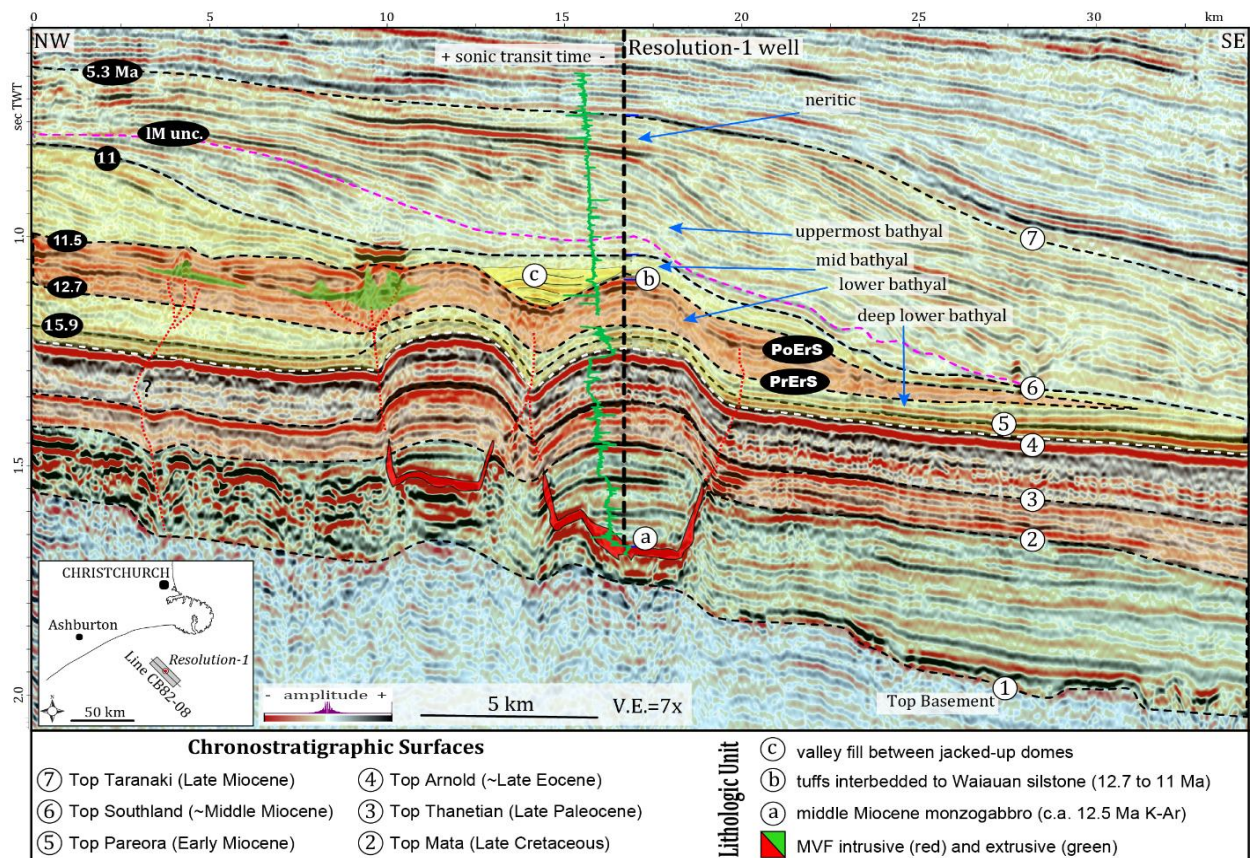 0 5 10 15 20 25 30 km
NW SE
+ sonic transit time - Resolution-1 well
sec TWT
5.3 Ma
neritic
lM unc.
11
1.0
11.5
uppermost bathyal
7
c b
mid bathyal
12.7
lower bathyal
15.9
deep lower bathyal
PoErS
PrErS
?
6
5
4
1.5
3
a
2
CHRISTCHURCH
Ashburton
Resolution-1
Line CB82-08
N
50 km
- amplitude +
5 km V.E.=7x
2.0
1
Top Basement
Chronostratigraphic Surfaces
7 Top Taranaki (Late Miocene)
6 Top Southland (~Middle Miocene)
5 Top Pareora (Early Miocene)
4 Top Arnold (~Late Eocene)
3 Top Thanetian (Late Paleocene)
2 Top Mata (Late Cretaceous)
Lithologic Unit
c valley fill between jacked-up domes
b tuffs interbedded to Waiauan silstone (12.7 to 11 Ma)
a middle Miocene monzogabbro (c.a. 12.5 Ma K-Ar)
MVF intrusive (red) and extrusive (green)